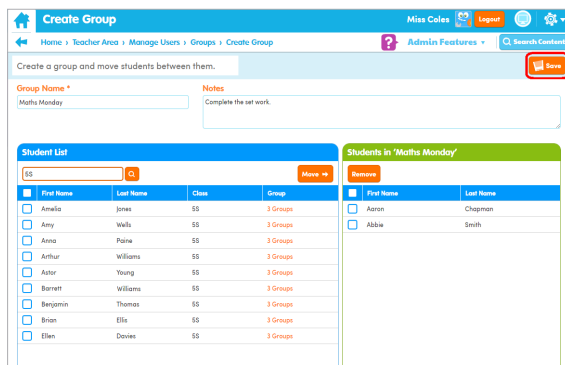 Create Group
Miss Coles
Logout
Home › Teacher Area › Manage Users › Groups › Create Group
?
Admin Features
Search Content
Create a group and move students between them.
Save
Group Name *
Notes
Maths Monday
Complete the set work.
Student List
5S
Move
First Name Last Name Class Group
Amelia Jones 5S 3 Groups
Amy Wells 5S 3 Groups
Anna Paine 5S 3 Groups
Arthur Williams 5S 3 Groups
Astor Young 5S 3 Groups
Barrett Williams 5S 3 Groups
Benjamin Thomas 5S 3 Groups
Brian Ellis 5S 3 Groups
Ellen Davies 5S 3 Groups
Students in 'Maths Monday'
Remove
First Name Last Name
Aaron Chapman
Abbie Smith